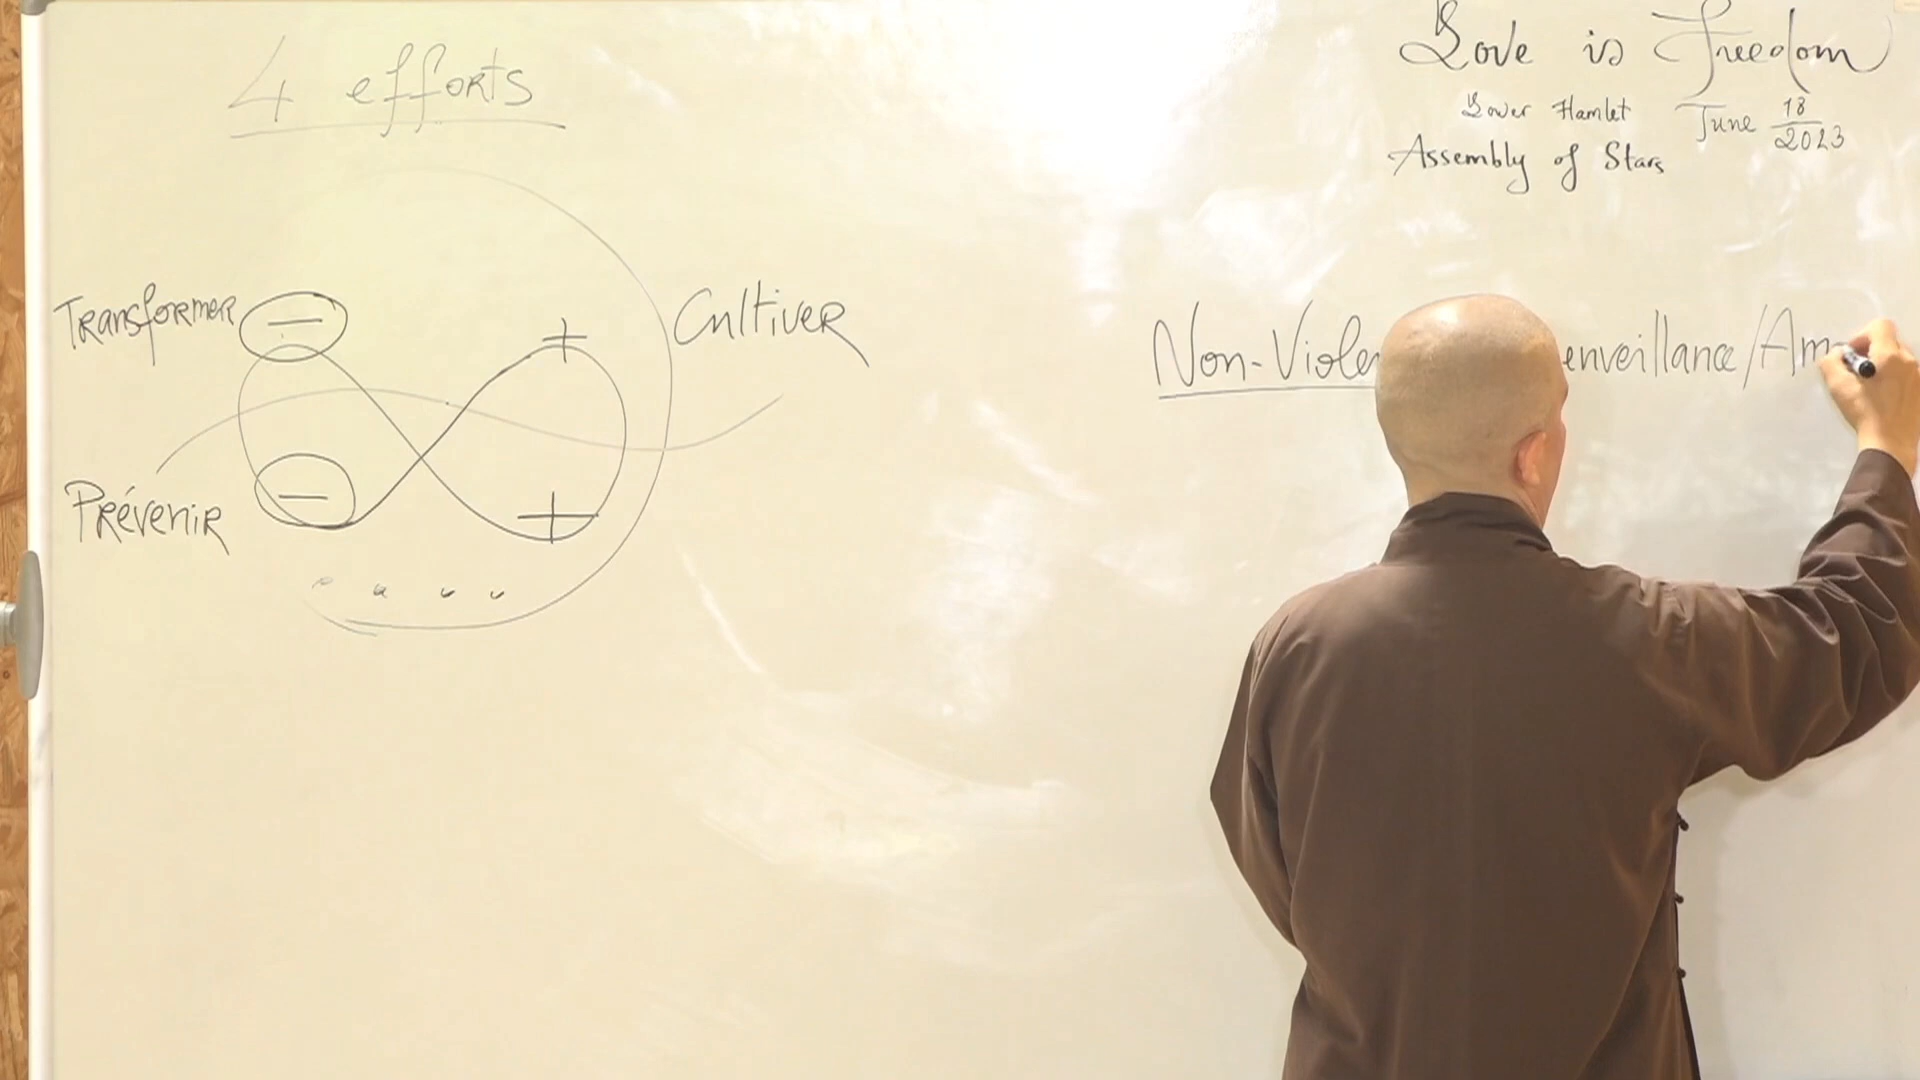 4 efforts
Love is Freedom
Lower Hamlet June 18/2023
Assembly of Stars
Transformer − + Cultiver
Non-Viole enveillance/Am
Prévenir − +